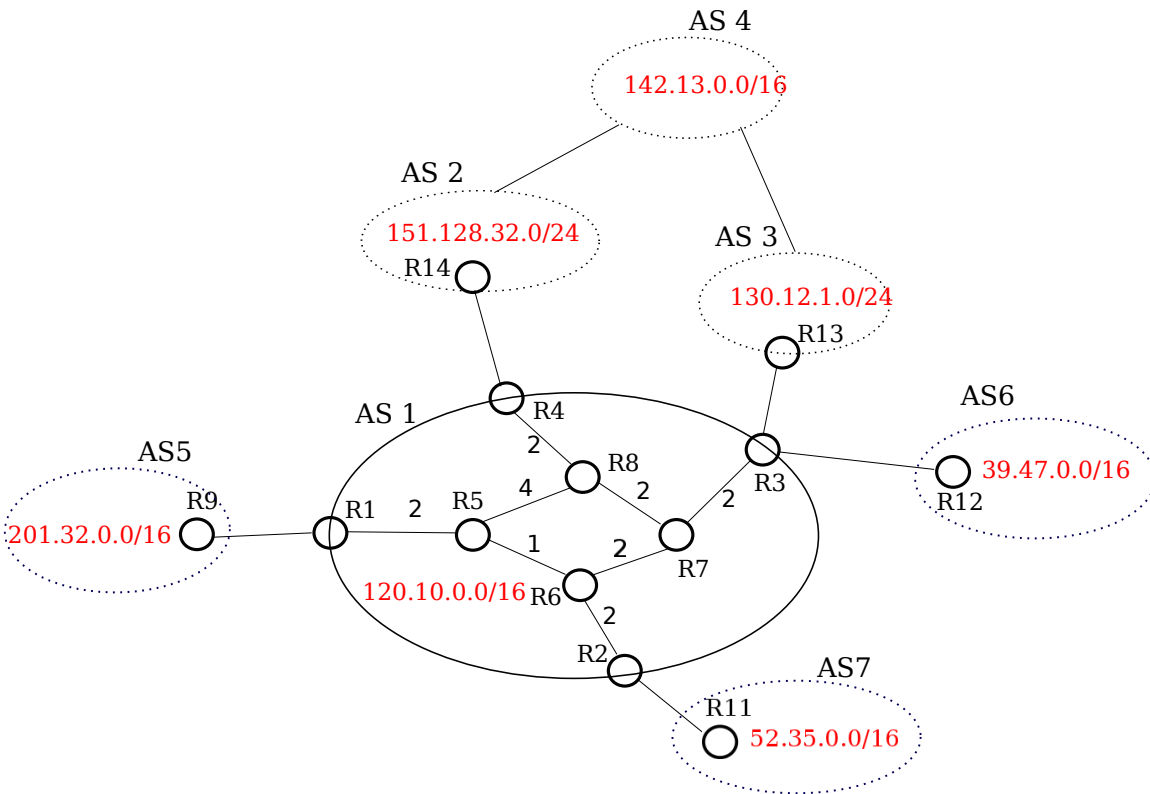 AS 4
142.13.0.0/16
AS 2
151.128.32.0/24
R14
AS 3
130.12.1.0/24
R13
AS 1
R4
2
AS6
39.47.0.0/16
R12
R3
AS5
R9
201.32.0.0/16
R1
2
R5
4
R8
2
2
1
2
R7
120.10.0.0/16
R6
2
R2
AS7
R11
52.35.0.0/16